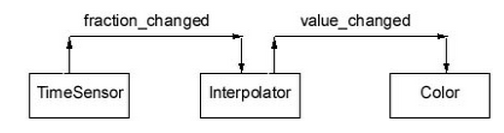 fraction_changed value_changed
TimeSensor Interpolator Color